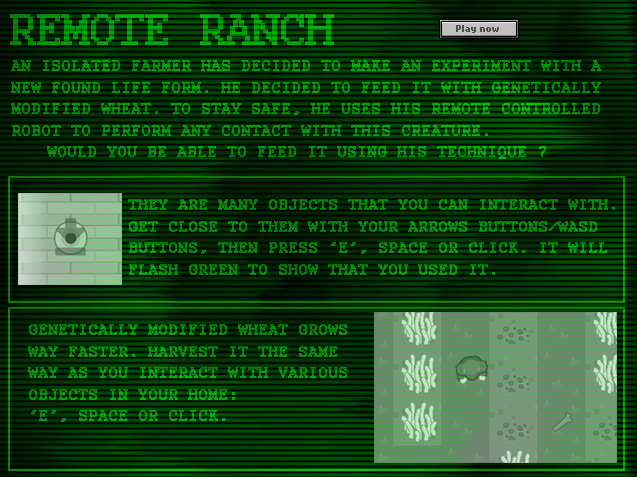 REMOTE RANCH
Play now
AN ISOLATED FARMER HAS DECIDED TO MAKE AN EXPERIMENT WITH A
NEW FOUND LIFE FORM. HE DECIDED TO FEED IT WITH GENETICALLY
MODIFIED WHEAT. TO STAY SAFE, HE USES HIS REMOTE CONTROLLED
ROBOT TO PERFORM ANY CONTACT WITH THIS CREATURE.
WOULD YOU BE ABLE TO FEED IT USING HIS TECHNIQUE ?
THEY ARE MANY OBJECTS THAT YOU CAN INTERACT WITH.
GET CLOSE TO THEM WITH YOUR ARROWS BUTTONS/WASD
BUTTONS, THEN PRESS 'E', SPACE OR CLICK. IT WILL
FLASH GREEN TO SHOW THAT YOU USED IT.
GENETICALLY MODIFIED WHEAT GROWS
WAY FASTER. HARVEST IT THE SAME
WAY AS YOU INTERACT WITH VARIOUS
OBJECTS IN YOUR HOME:
'E', SPACE OR CLICK.